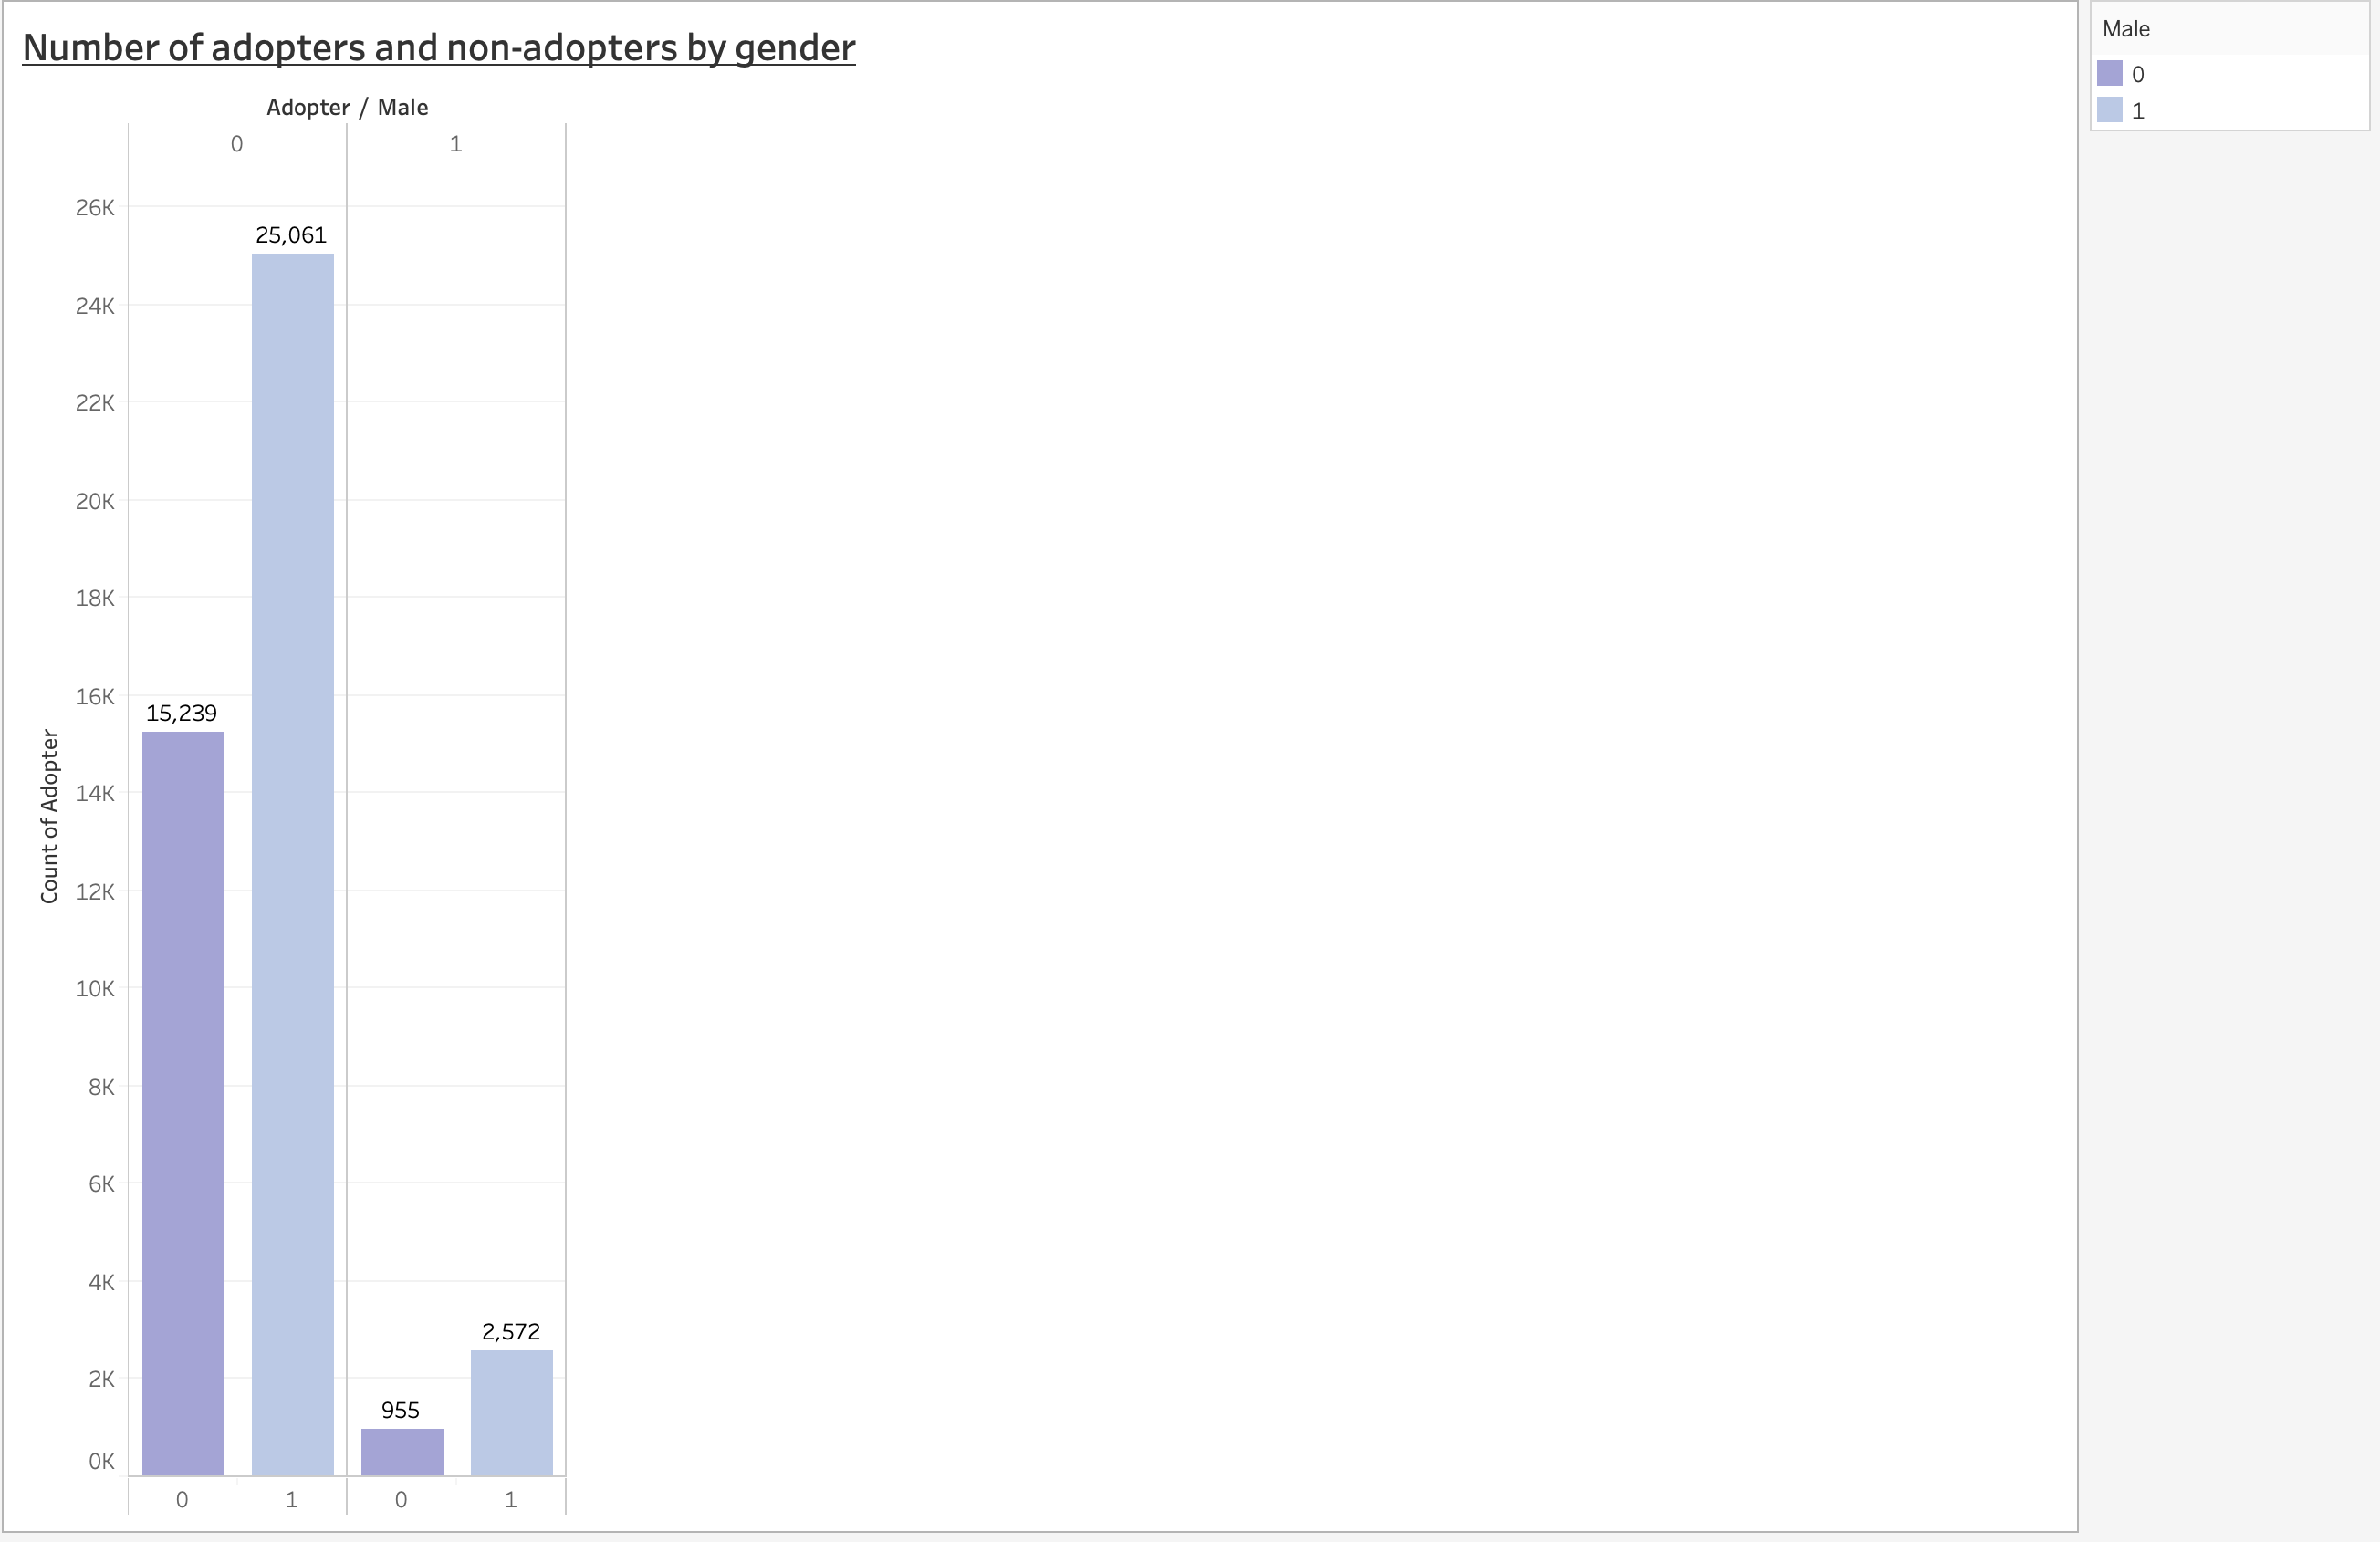 Number of adopters and non-adopters by gender
Adopter / Male
0 1
26K
25,061
24K
22K
20K
18K
16K
15,239
14K
Count of Adopter
12K
10K
8K
6K
4K
2,572
2K
955
0K
0 1 0 1
Male
0
1